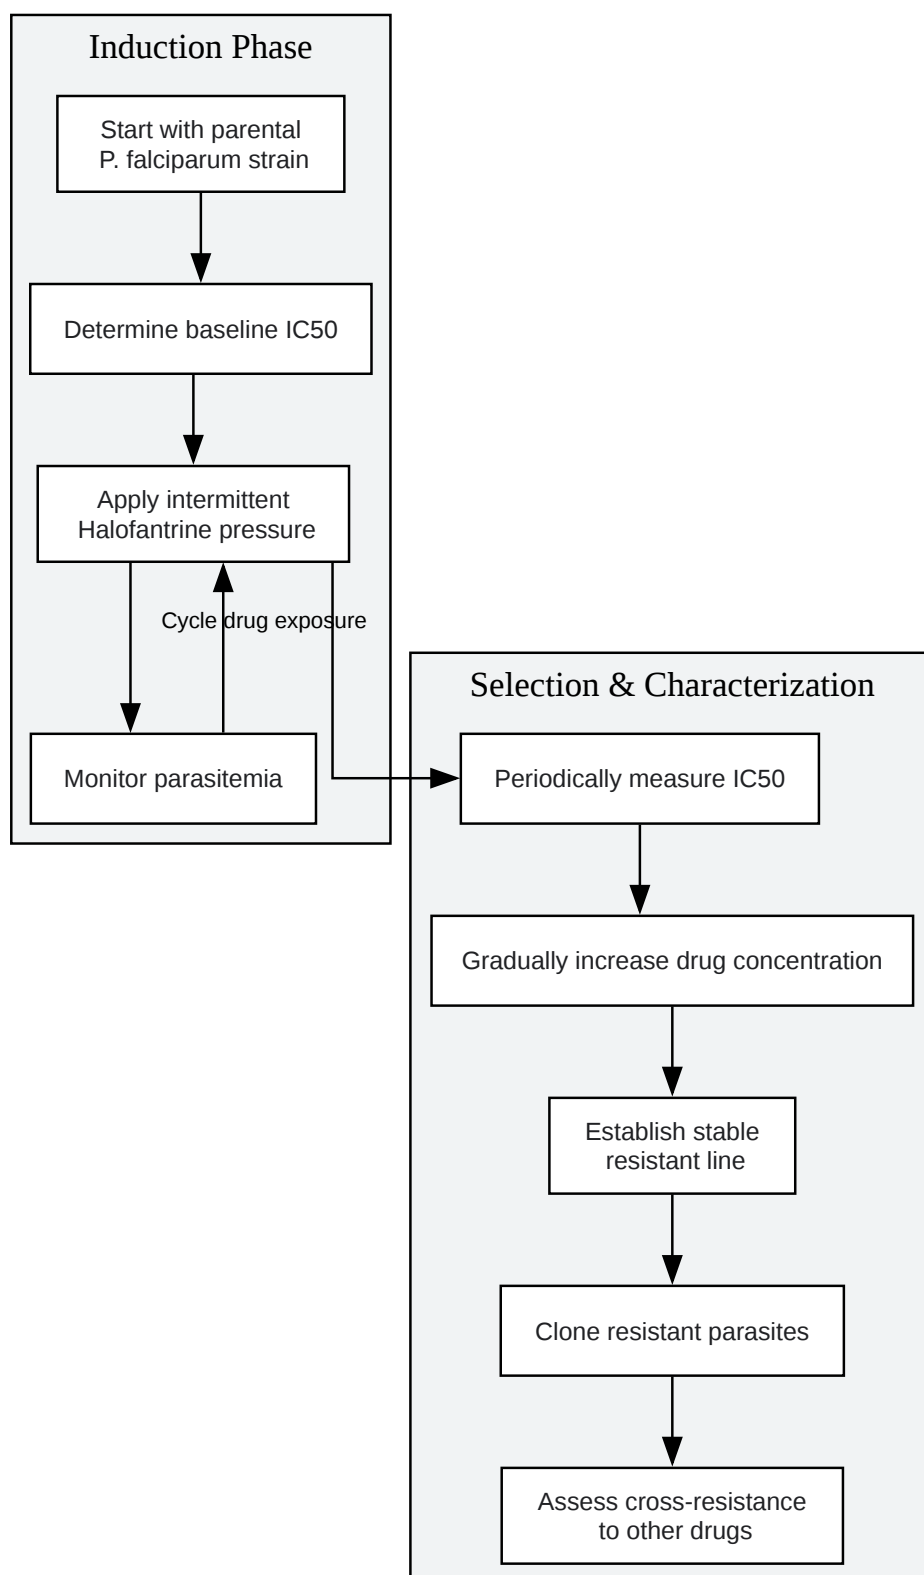 Induction Phase
Start with parental
P. falciparum strain
Determine baseline IC50
Apply intermittent
Halofantrine pressure
Cycle drug exposure
Monitor parasitemia
Selection & Characterization
Periodically measure IC50
Gradually increase drug concentration
Establish stable
resistant line
Clone resistant parasites
Assess cross-resistance
to other drugs